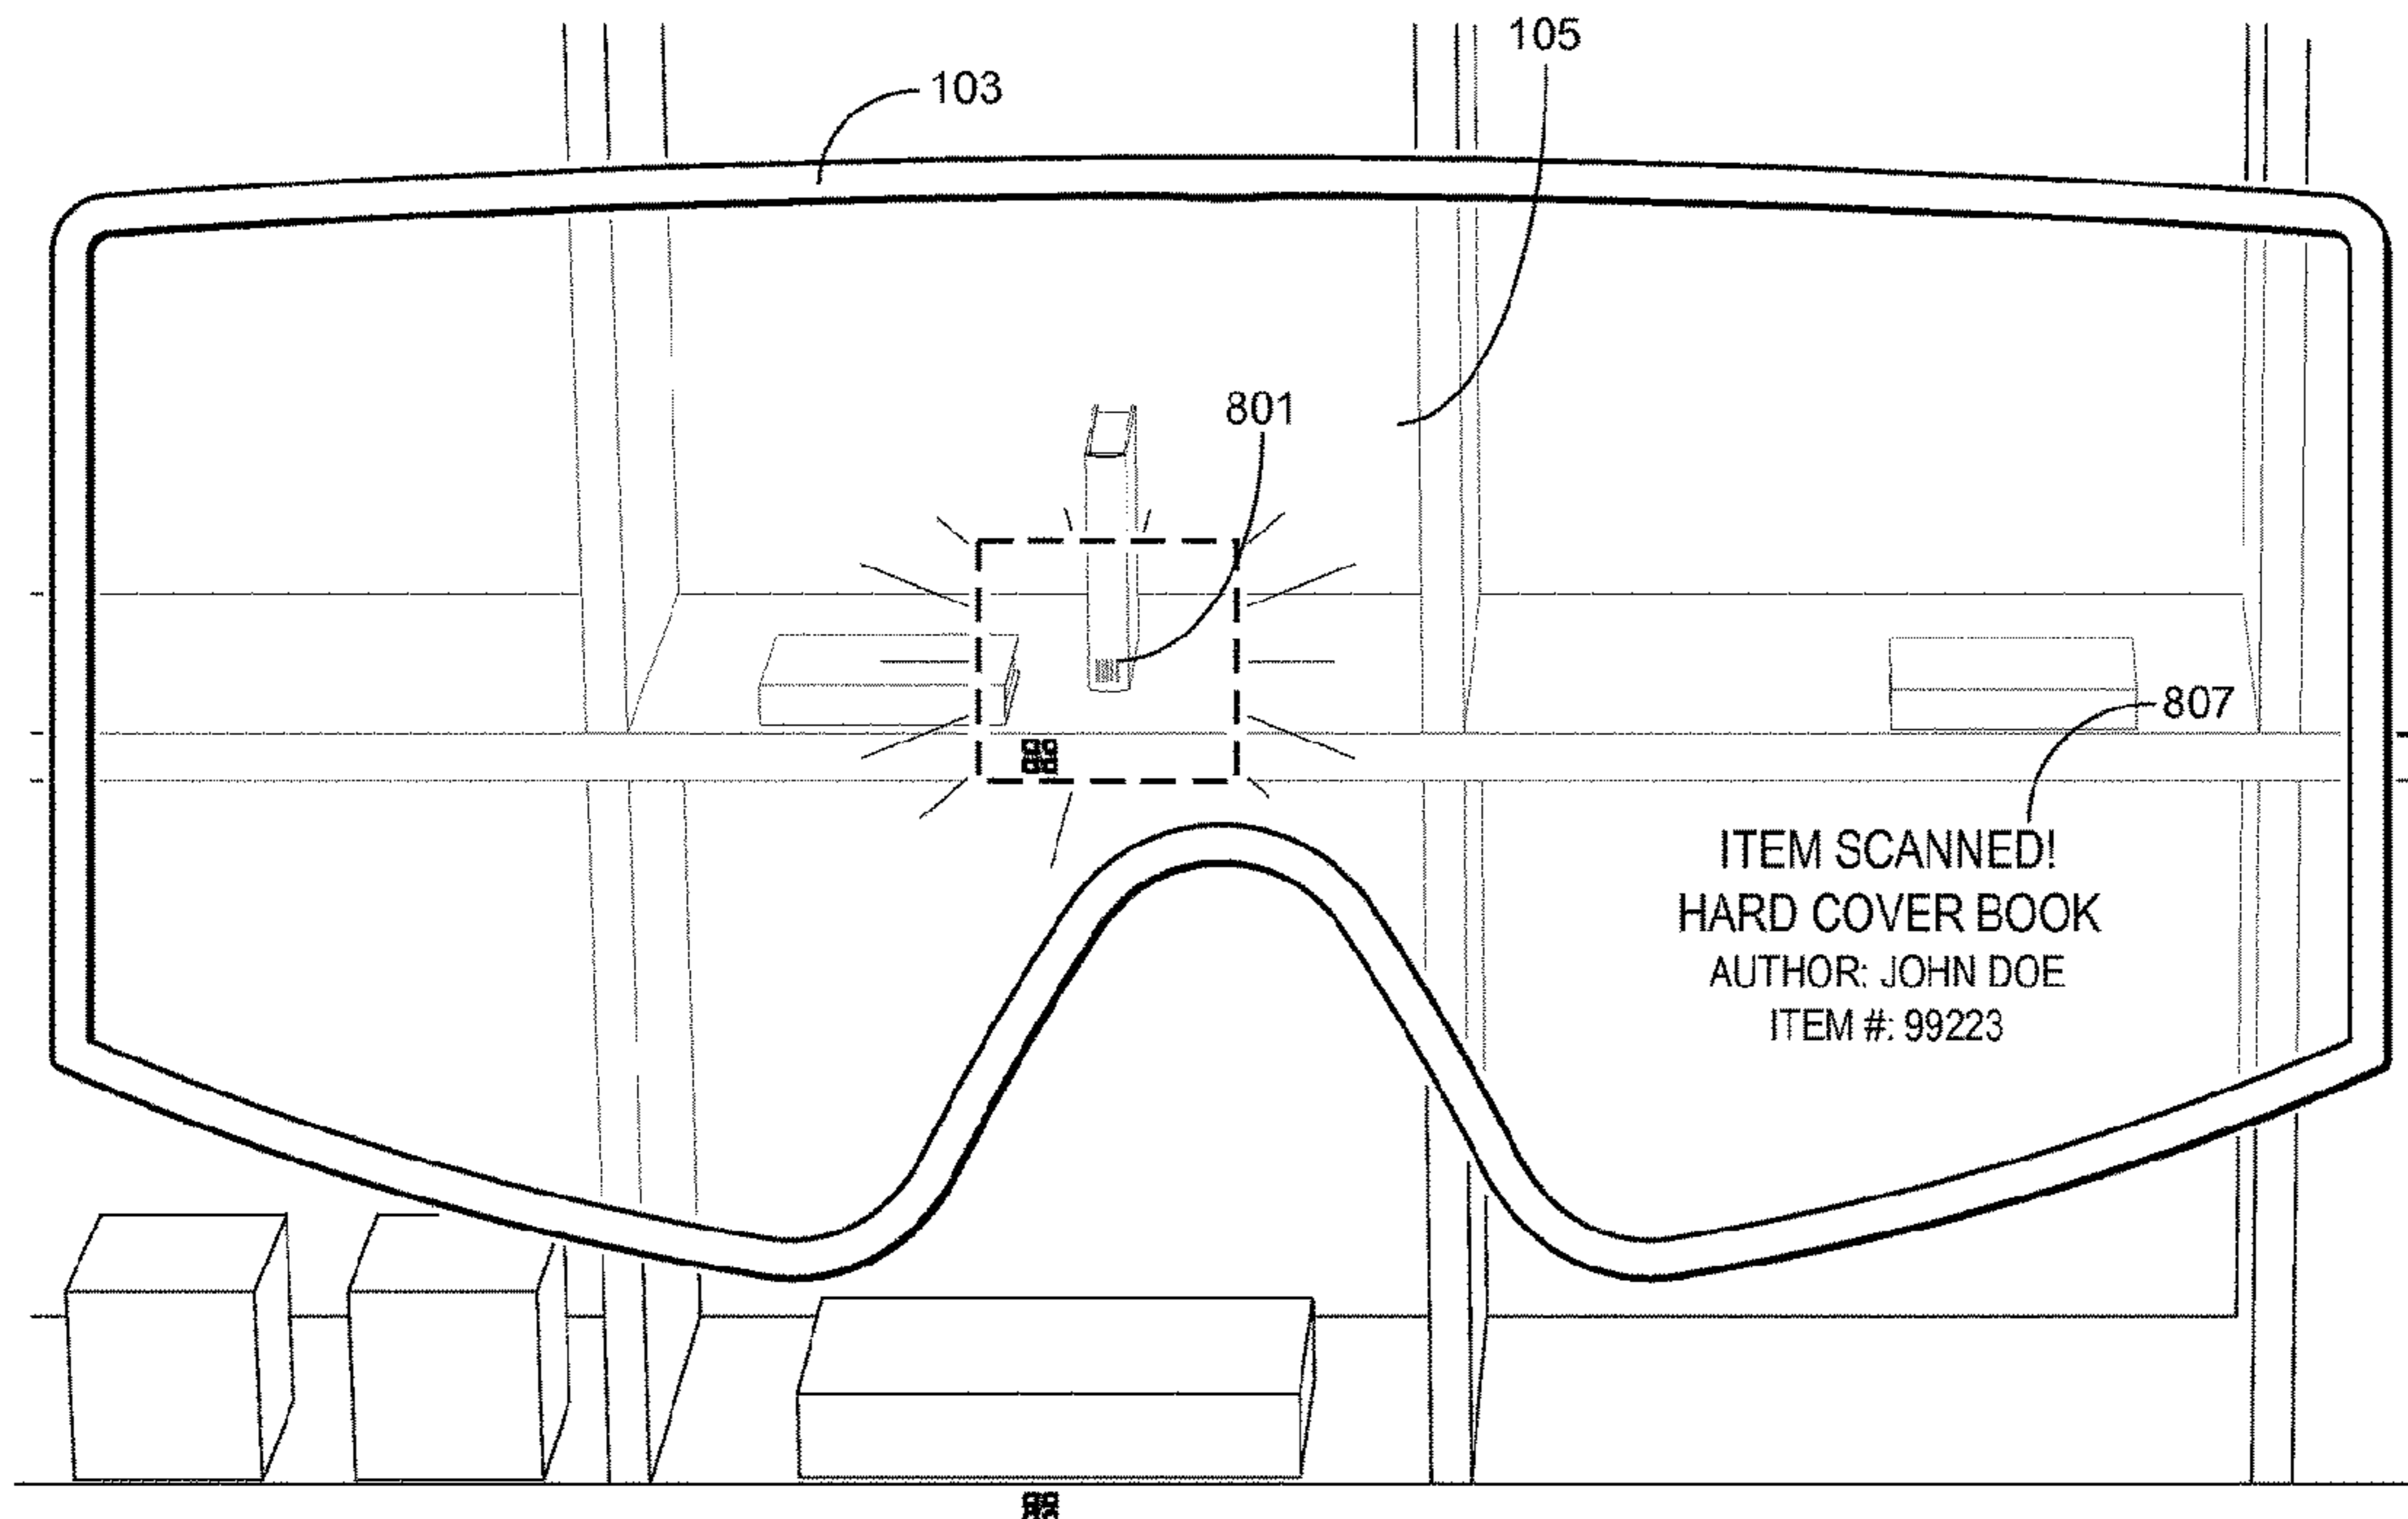 105
103
801
807
ITEM SCANNED!
HARD COVER BOOK
AUTHOR: JOHN DOE
ITEM #: 99223